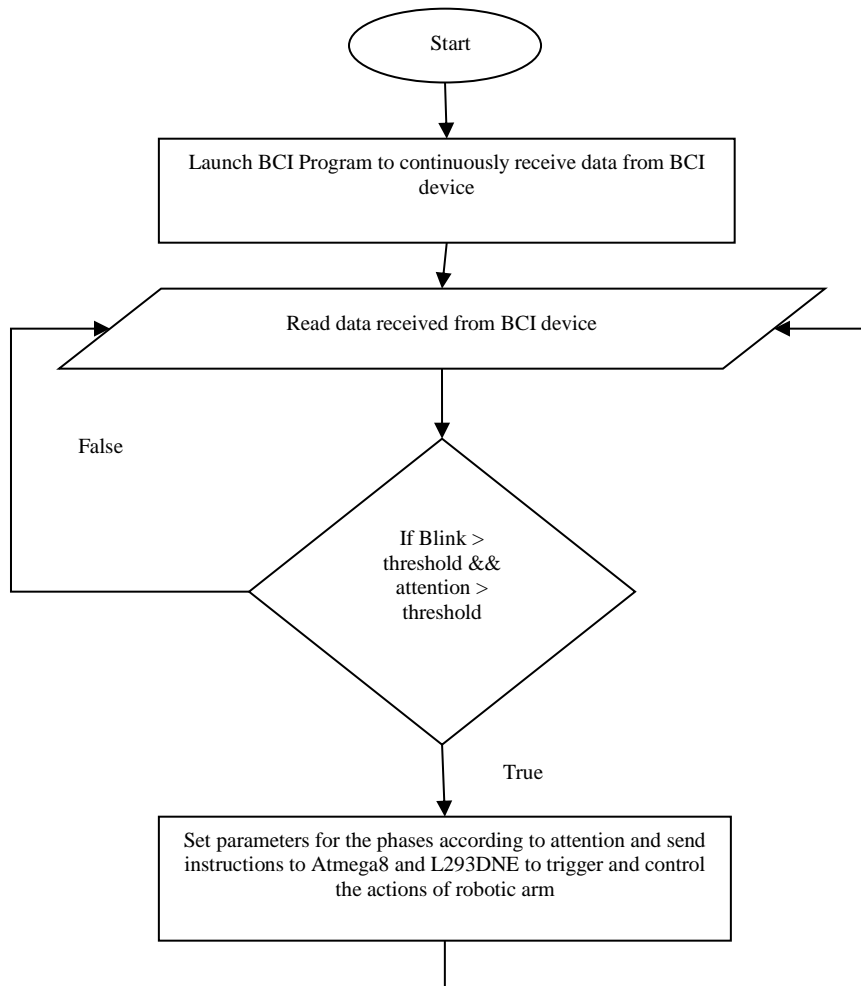 Start
Launch BCI Program to continuously receive data from BCI
device
Read data received from BCI device
False
If Blink >
threshold &&
attention >
threshold
True
Set parameters for the phases according to attention and send
instructions to Atmega8 and L293DNE to trigger and control
the actions of robotic arm